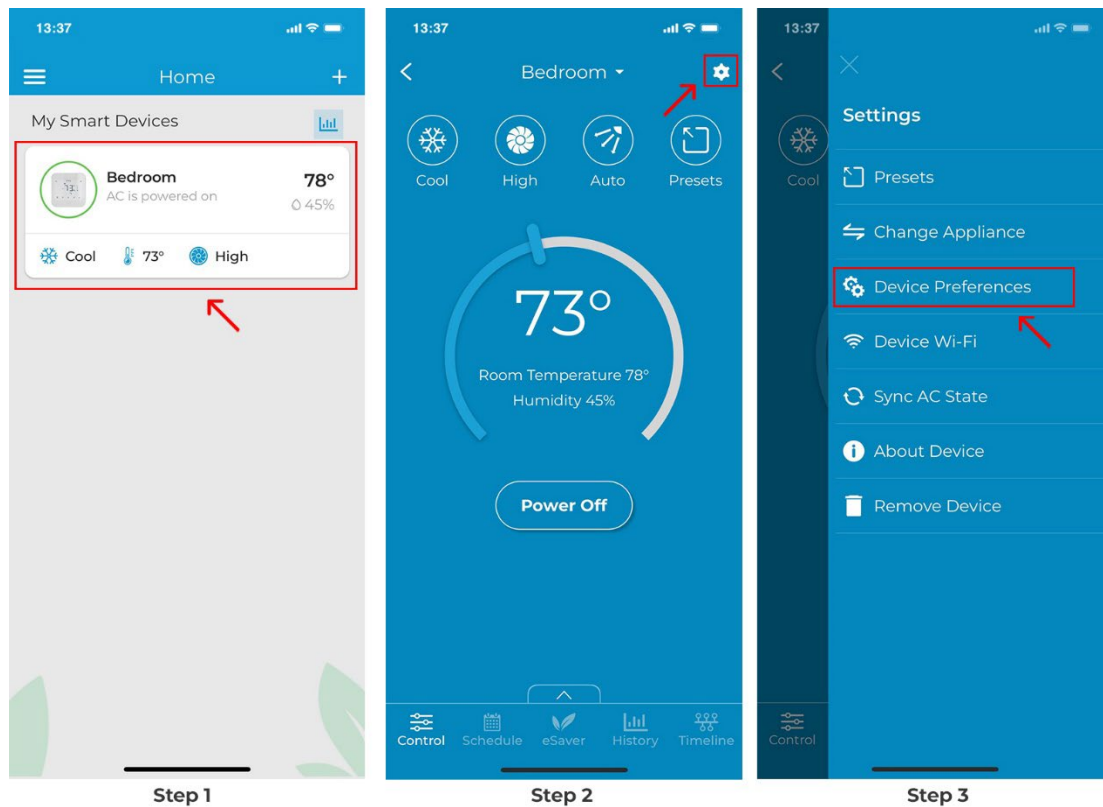 13:37
Home
My Smart Devices
Bedroom
AC is powered on
78°
45%
Cool
73°
High
Step 1
13:37
Bedroom
Cool
High
Auto
Presets
73°
Room Temperature 78°
Humidity 45%
Power Off
Control
Schedule
eSaver
History
Timeline
Step 2
13:37
Cool
Control
Settings
Presets
Change Appliance
Device Preferences
Device Wi-Fi
Sync AC State
About Device
Remove Device
Step 3